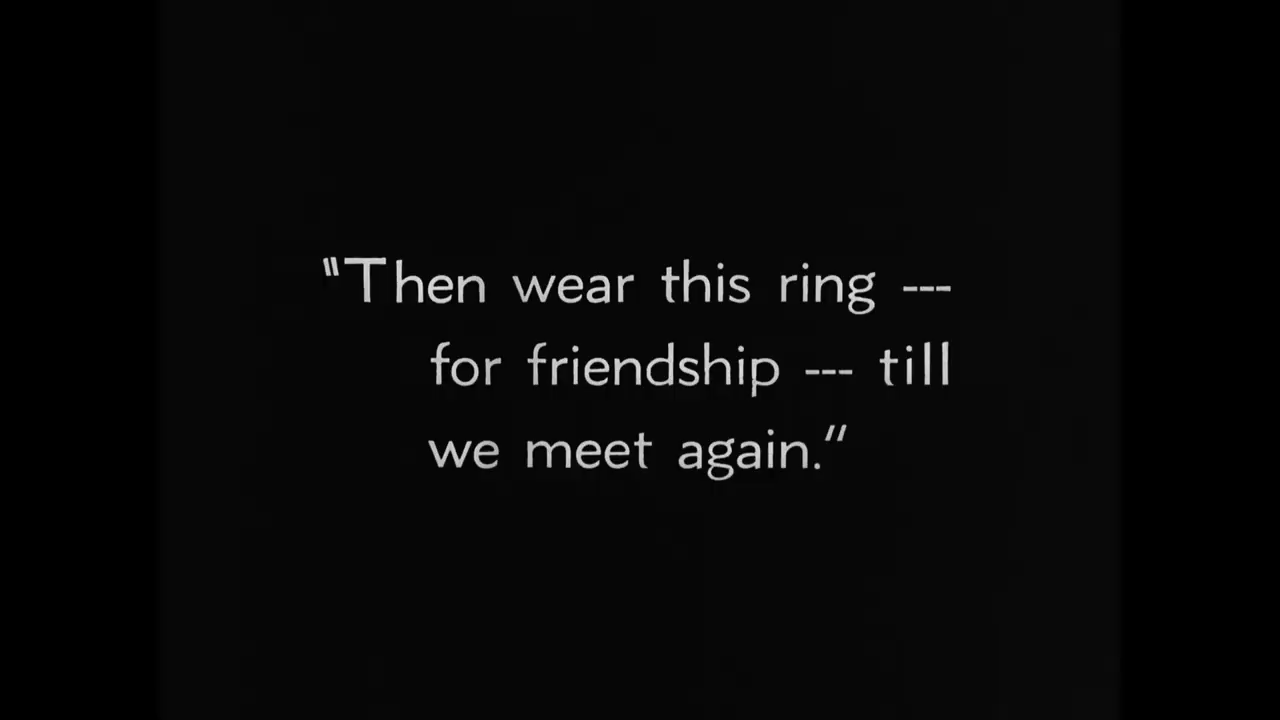 "Then wear this ring ---
for friendship --- till
we meet again."